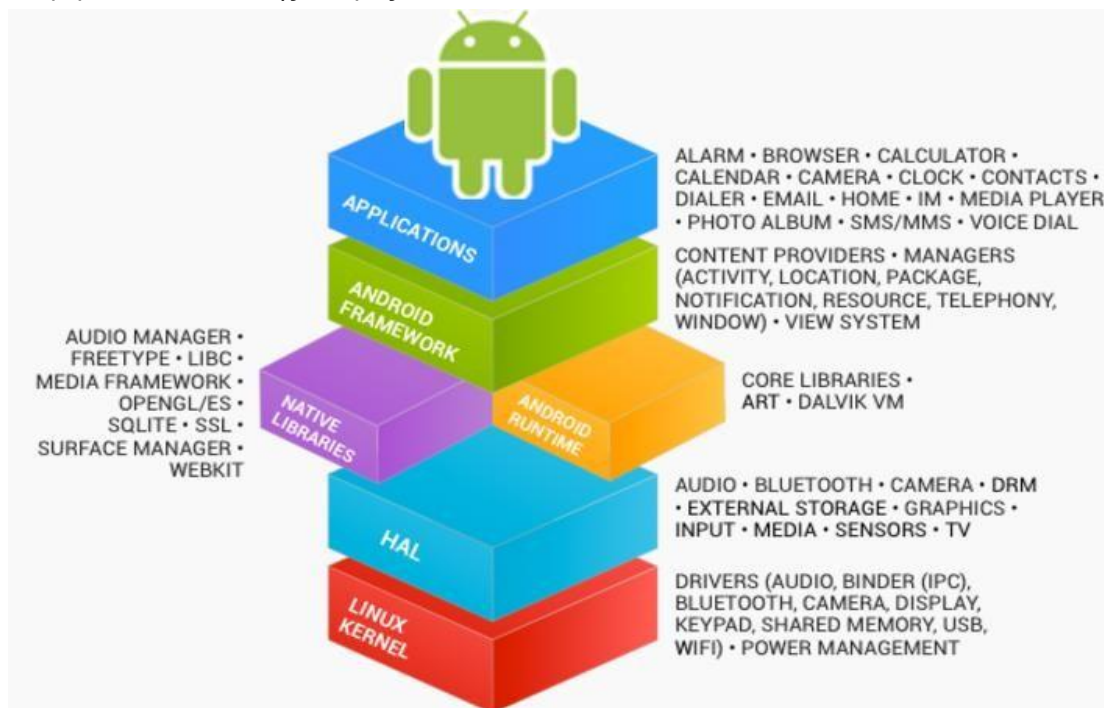 APPLICATIONS
ALARM • BROWSER • CALCULATOR •
CALENDAR • CAMERA • CLOCK • CONTACTS •
DIALER • EMAIL • HOME • IM • MEDIA PLAYER
• PHOTO ALBUM • SMS/MMS • VOICE DIAL
ANDROID
FRAMEWORK
CONTENT PROVIDERS • MANAGERS
(ACTIVITY, LOCATION, PACKAGE,
NOTIFICATION, RESOURCE, TELEPHONY,
WINDOW) • VIEW SYSTEM
AUDIO MANAGER •
FREETYPE • LIBC •
MEDIA FRAMEWORK •
OPENGL/ES •
SQLITE • SSL •
SURFACE MANAGER •
WEBKIT
NATIVE
LIBRARIES
ANDROID
RUNTIME
CORE LIBRARIES •
ART • DALVIK VM
HAL
AUDIO • BLUETOOTH • CAMERA • DRM
• EXTERNAL STORAGE • GRAPHICS •
INPUT • MEDIA • SENSORS • TV
LINUX
KERNEL
DRIVERS (AUDIO, BINDER (IPC),
BLUETOOTH, CAMERA, DISPLAY,
KEYPAD, SHARED MEMORY, USB,
WIFI) • POWER MANAGEMENT